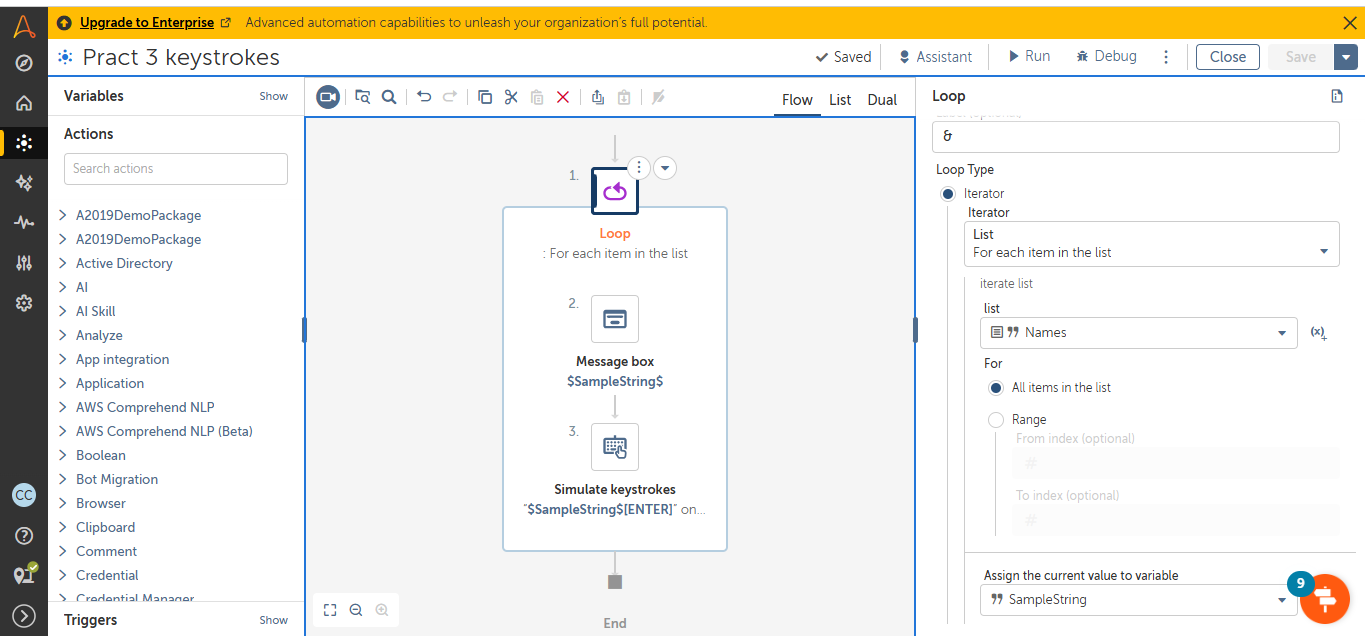 Upgrade to Enterprise Advanced automation capabilities to unleash your organization’s full potential.
Pract 3 keystrokes
Saved
Assistant
Run
Debug
Close
Save
Variables
Show
Actions
Search actions
A2019DemoPackage
A2019DemoPackage
Active Directory
AI
AI Skill
Analyze
App integration
Application
AWS Comprehend NLP
AWS Comprehend NLP (Beta)
Boolean
Bot Migration
Browser
Clipboard
Comment
Credential
Credential Manager
Triggers
Show
CC
Flow
List
Dual
1.
Loop
: For each item in the list
2.
Message box
$SampleString$
3.
Simulate keystrokes
"$SampleString$[ENTER]" on...
End
Loop
Label (optional)
&
Loop Type
Iterator
Iterator
List
For each item in the list
iterate list
list
Names
(x)+
For
All items in the list
Range
From index (optional)
#
To index (optional)
#
Assign the current value to variable
SampleString
9